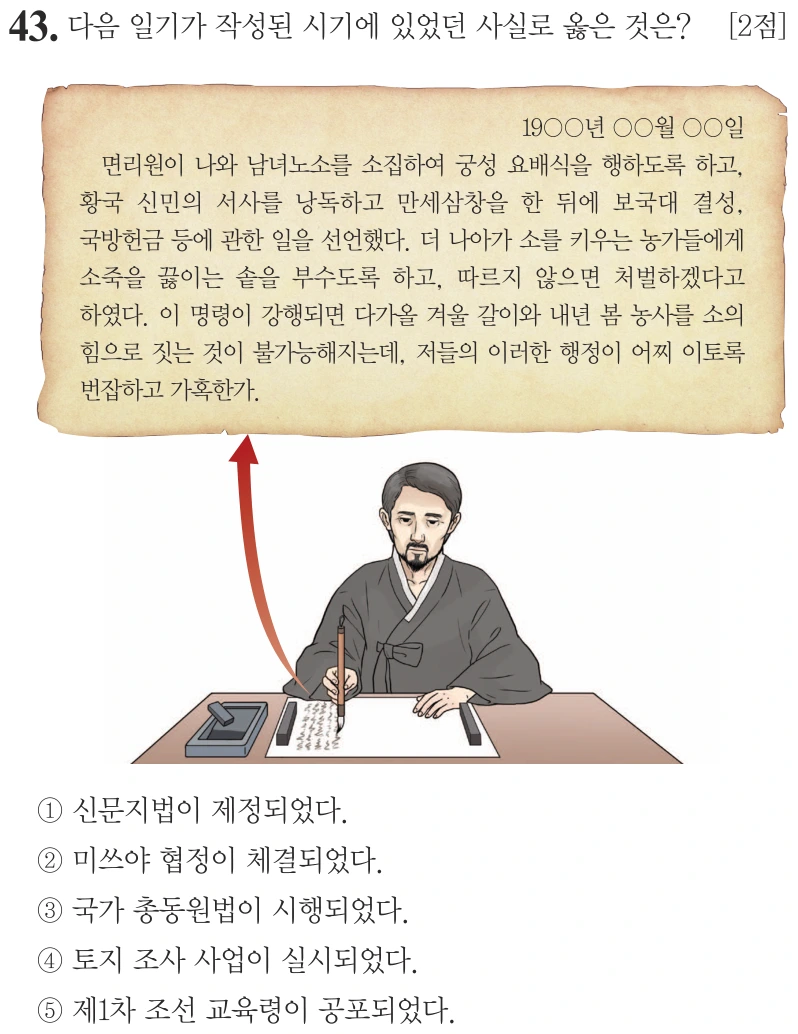 43. 다음 일기가 작성된 시기에 있었던 사실로 옳은 것은? [2점]
19○○년 ○○월 ○○일
면리원이 나와 남녀노소를 소집하여 궁성 요배식을 행하도록 하고,
황국 신민의 서사를 낭독하고 만세삼창을 한 뒤에 보국대 결성,
국방헌금 등에 관한 일을 선언했다. 더 나아가 소를 키우는 농가들에게
소죽을 끓이는 솥을 부수도록 하고, 따르지 않으면 처벌하겠다고
하였다. 이 명령이 강행되면 다가올 겨울 갈이와 내년 봄 농사를 소의
힘으로 짓는 것이 불가능해지는데, 저들의 이러한 행정이 어찌 이토록
번잡하고 가혹한가.
① 신문지법이 제정되었다.
② 미쓰야 협정이 체결되었다.
③ 국가 총동원법이 시행되었다.
④ 토지 조사 사업이 실시되었다.
⑤ 제1차 조선 교육령이 공포되었다.